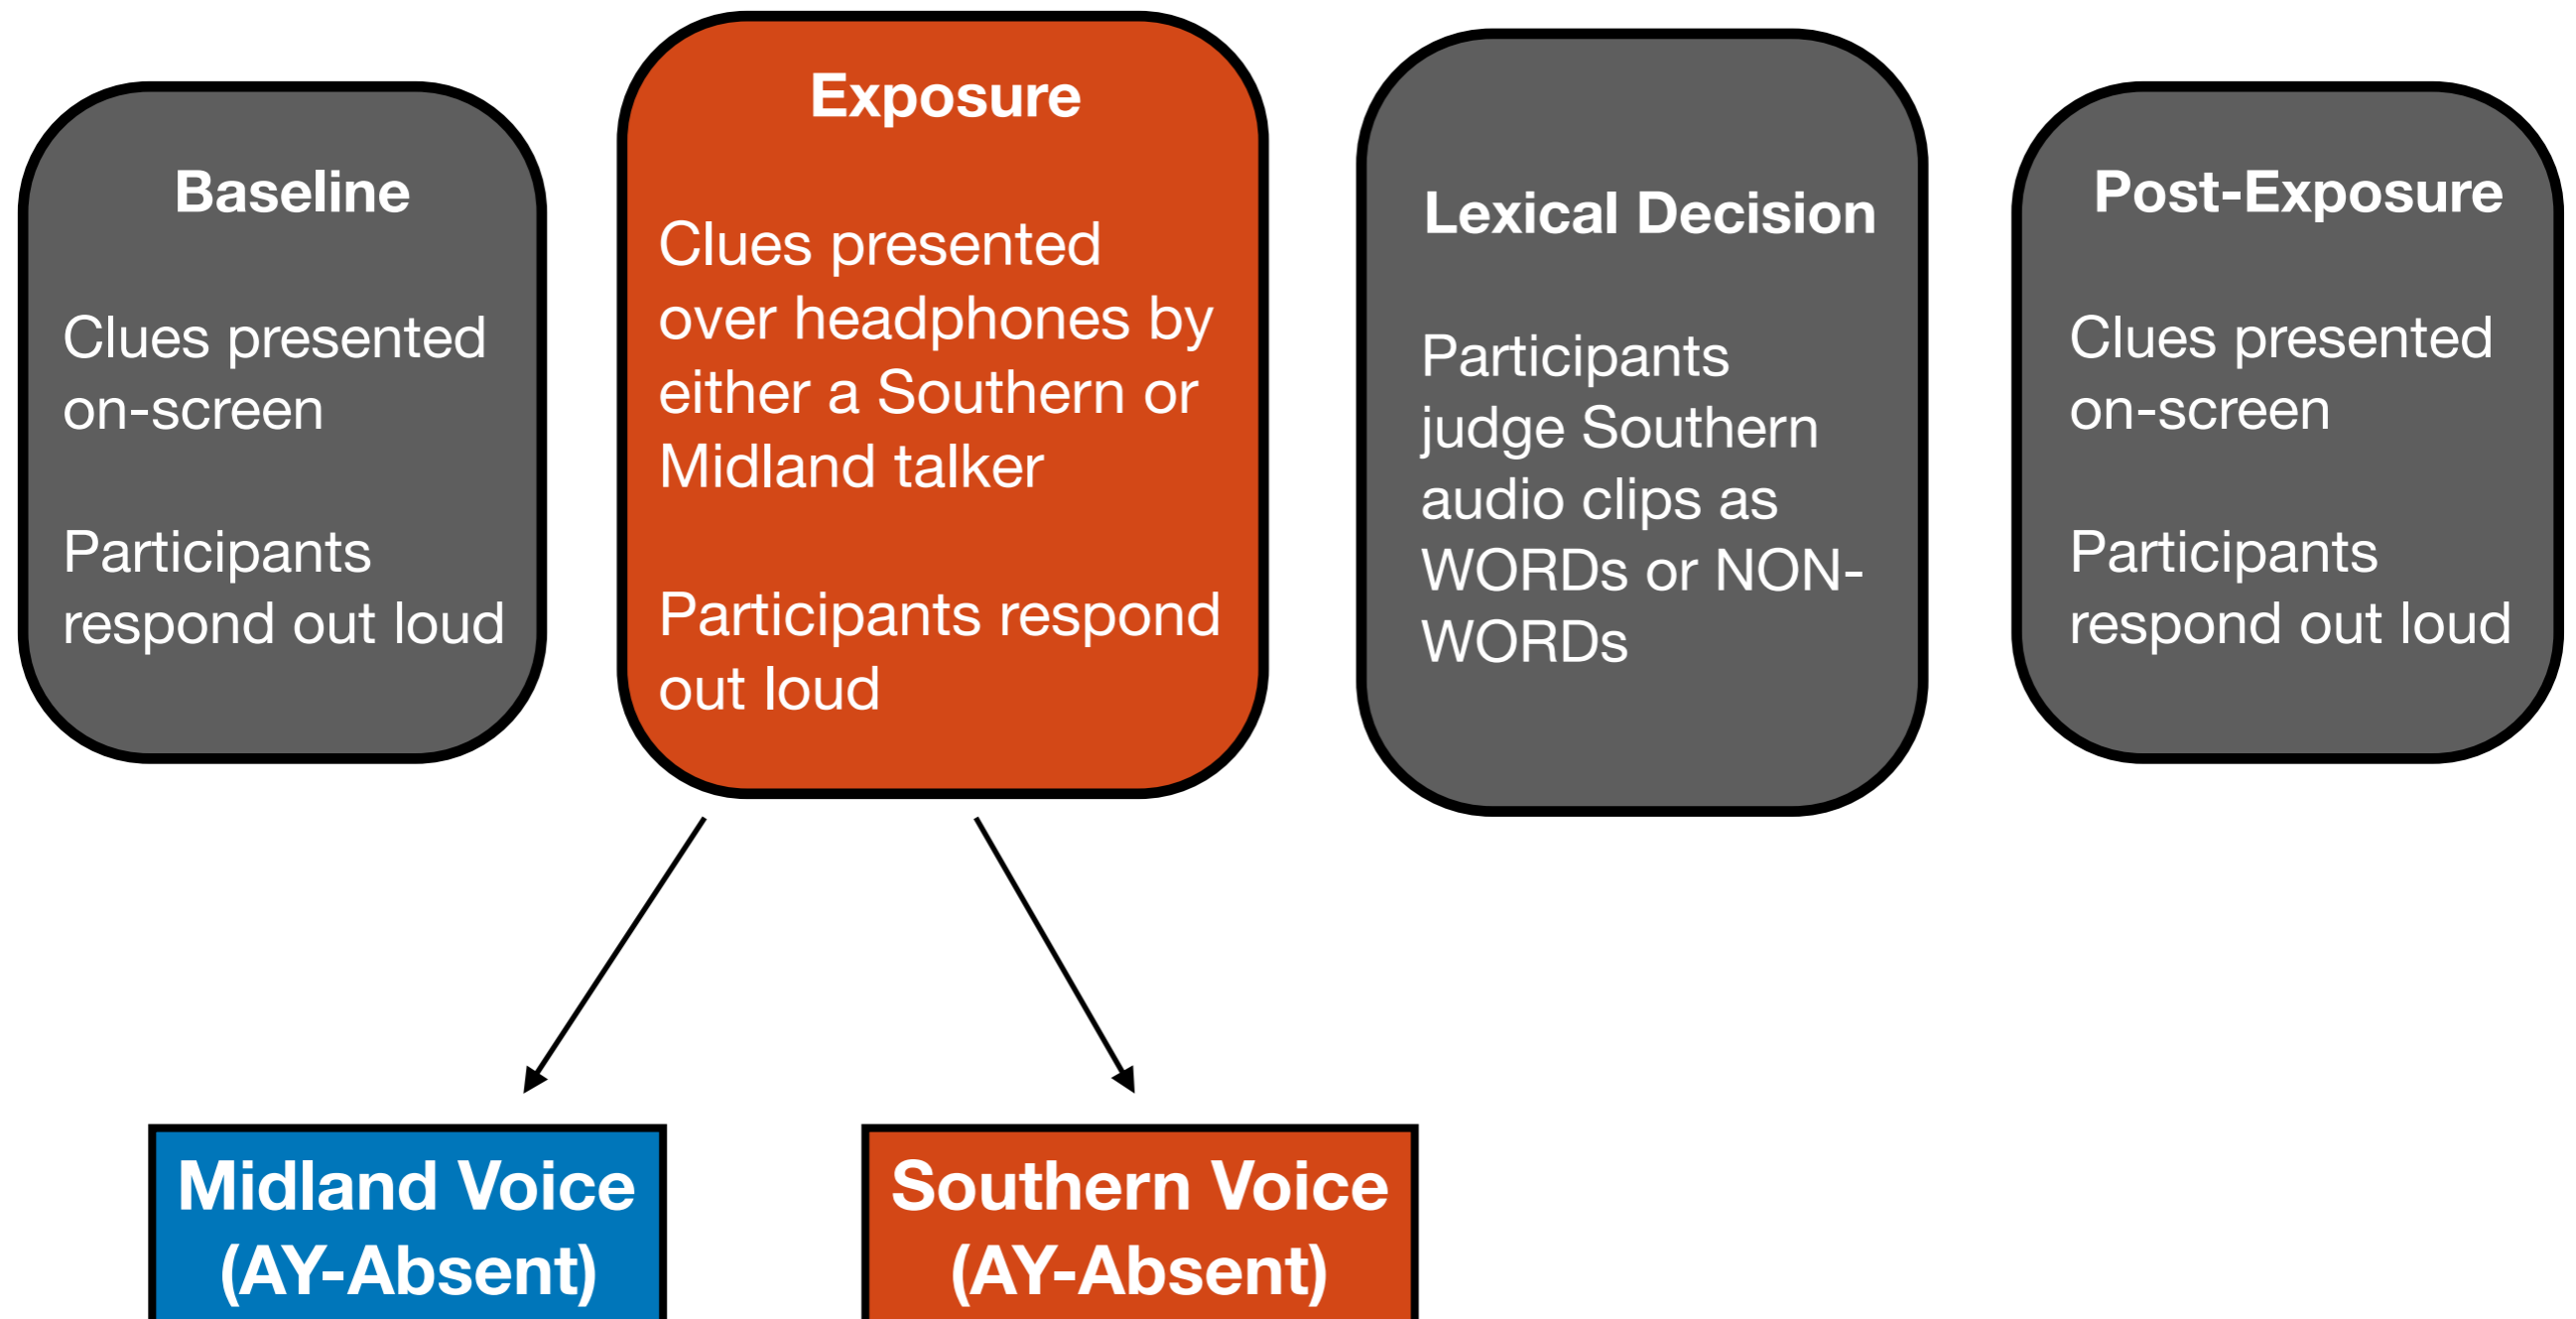 Baseline
Clues presented
on-screen
Participants
respond out loud
Exposure
Clues presented
over headphones by
either a Southern or
Midland talker
Participants respond
out loud
Lexical Decision
Participants
judge Southern
audio clips as
WORDs or NON-
WORDs
Post-Exposure
Clues presented
on-screen
Participants
respond out loud
Midland Voice
(AY-Absent)
Southern Voice
(AY-Absent)